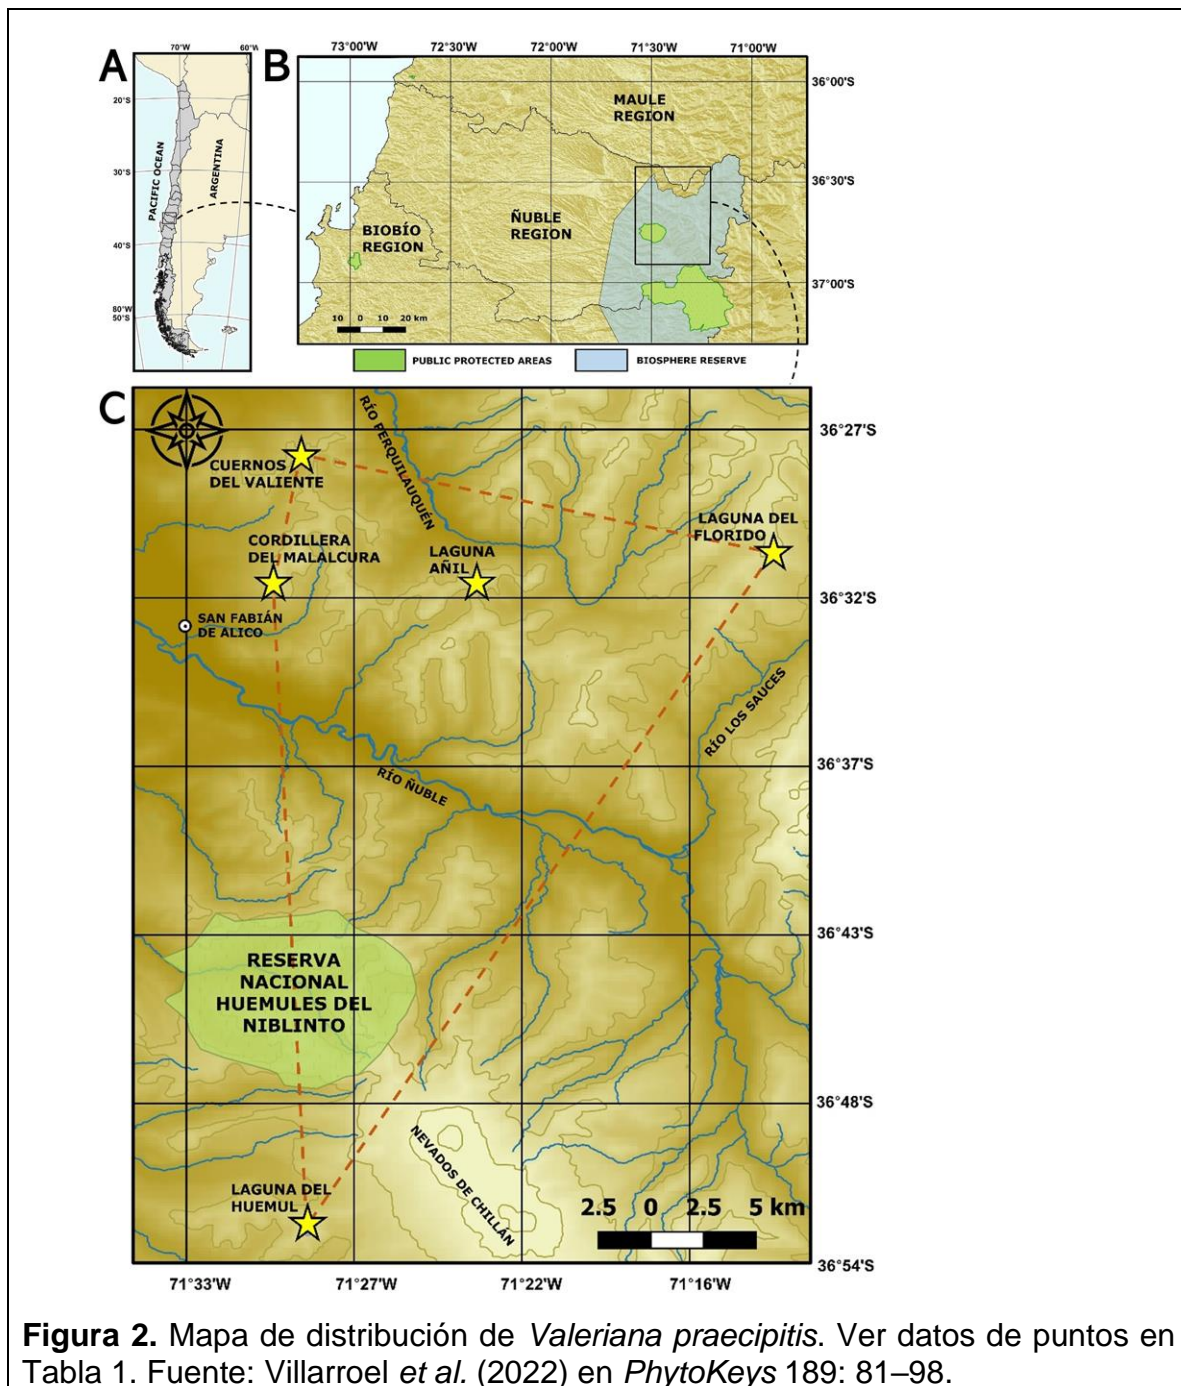 A
70°W 60°W
20°S
30°S
40°S
80°W
50°S
PACIFIC OCEAN
ARGENTINA
B
73°00'W 72°30'W 72°00'W 71°30'W 71°00'W
36°00'S
36°30'S
37°00'S
MAULE
REGION
ÑUBLE
REGION
BIOBÍO
REGION
10 0 10 20 km
PUBLIC PROTECTED AREAS
BIOSPHERE RESERVE
C
36°27'S
36°32'S
36°37'S
36°43'S
36°48'S
36°54'S
RÍO PERQUILAUQUÉN
CUERNOS
DEL VALIENTE
LAGUNA DEL
FLORIDO
CORDILLERA
DEL MALALCURA
LAGUNA
AÑIL
SAN FABIÁN
DE ALICO
RÍO LOS SAUCES
RÍO ÑUBLE
RESERVA
NACIONAL
HUEMULES DEL
NIBLINTO
NEVADOS DE CHILLÁN
LAGUNA DEL
HUEMUL
2.5 0 2.5 5 km
71°33'W 71°27'W 71°22'W 71°16'W
Figura 2. Mapa de distribución de Valeriana praecipitis. Ver datos de puntos en
Tabla 1. Fuente: Villarroel et al. (2022) en PhytoKeys 189: 81–98.